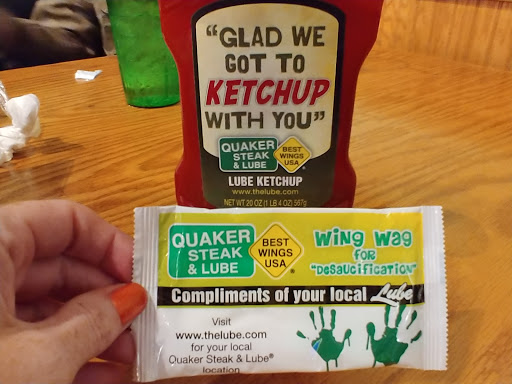 "GLAD WE
GOT TO
KETCHUP
WITH YOU"
QUAKER
STEAK
& LUBE
BEST
WINGS
USA
LUBE KETCHUP
www.thelube.com
NET WT 20 OZ (1 LB 4 OZ) 567g
QUAKER
STEAK
& LUBE
BEST
WINGS
USA
®
WiNg Wag
FOR
"DeSauCification"
Compliments of your local Lube
Visit
www.thelube.com
for your local
Quaker Steak & Lube®
location